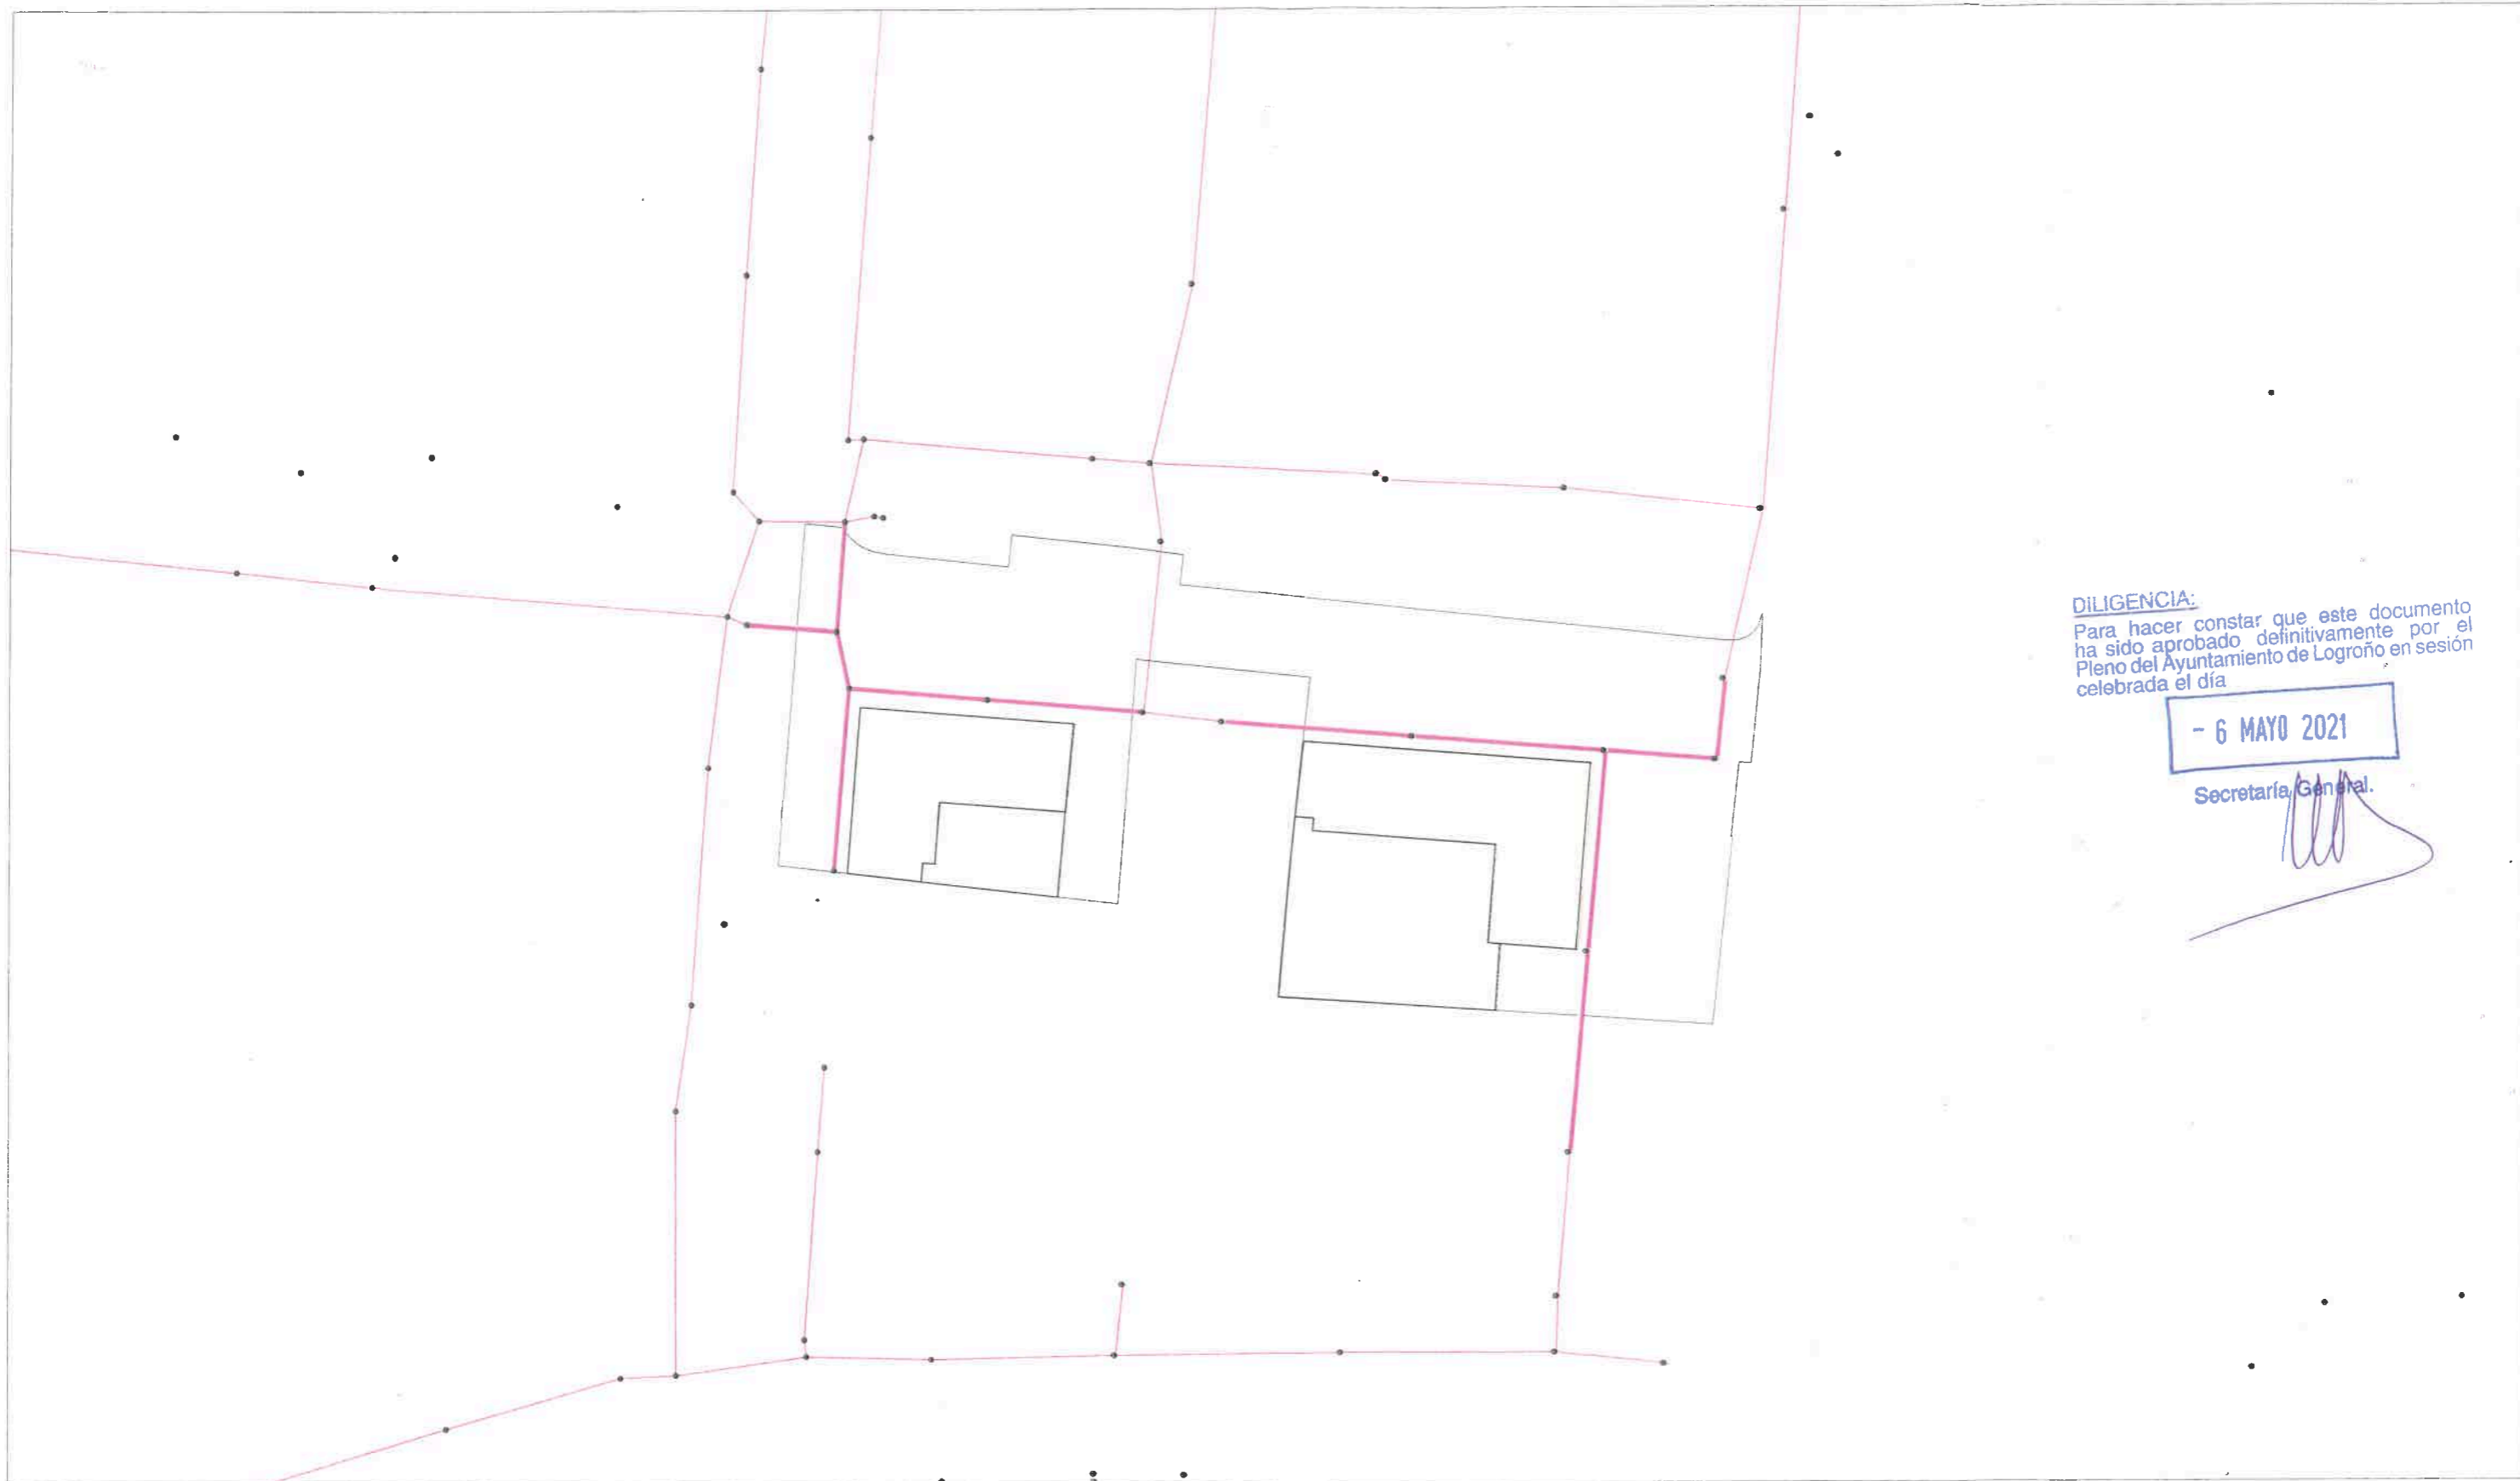 DILIGENCIA:
Para hacer constar que este documento
ha sido aprobado definitivamente por el
Pleno del Ayuntamiento de Logroño en sesión
celebrada el día
- 6 MAYO 2021
Secretaría General.